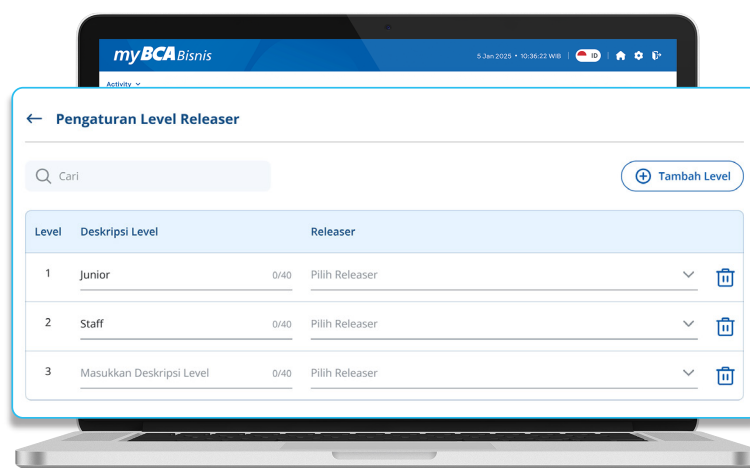 myBCA Bisnis
5 Jan 2025 • 10:36:22 WIB | ID |
Activity
← Pengaturan Level Releaser
Cari
Tambah Level
Level Deskripsi Level Releaser
1 Junior 0/40 Pilih Releaser
2 Staff 0/40 Pilih Releaser
3 Masukkan Deskripsi Level 0/40 Pilih Releaser